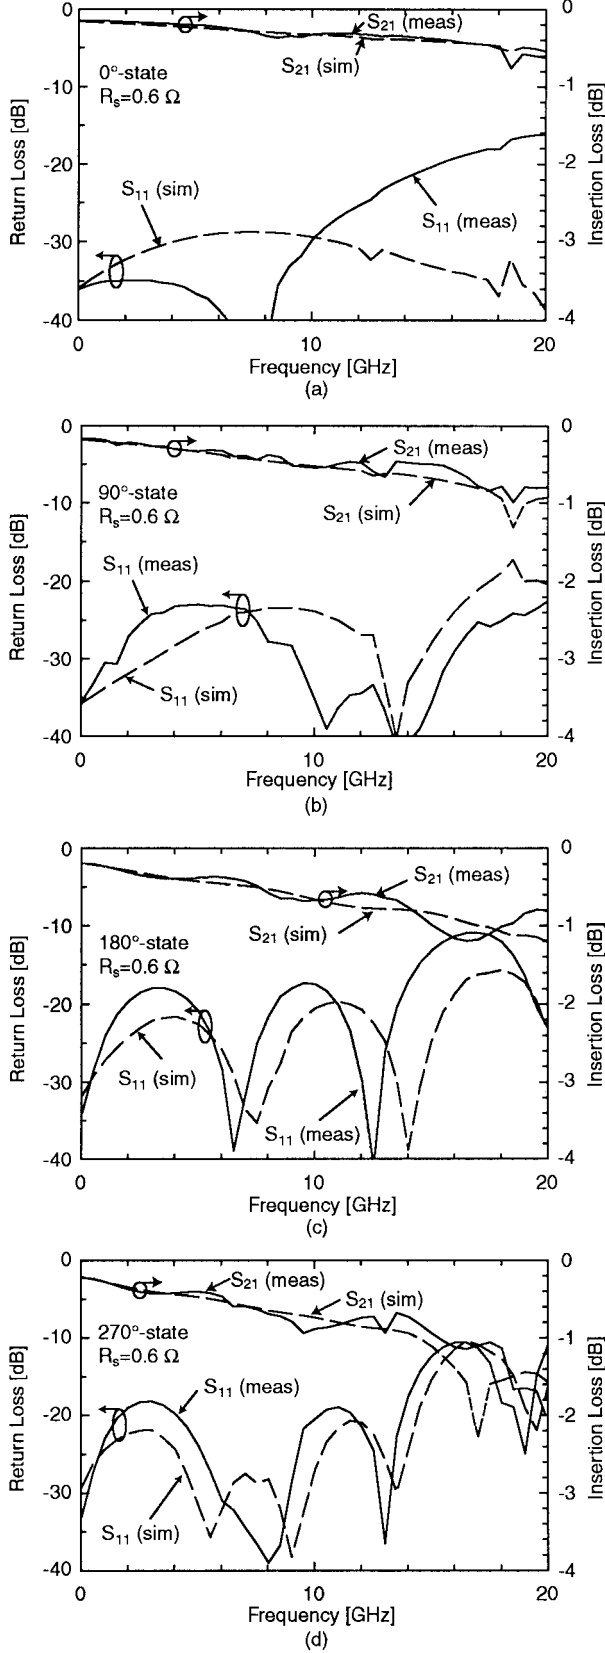 0
-10
-20
-30
-40
0
-1
-2
-3
-4
Return Loss [dB]
Insertion Loss [dB]
S21 (meas)
S21 (sim)
0°-state
Rs=0.6 Ω
S11 (sim)
S11 (meas)
0
10
20
Frequency [GHz]
(a)
0
-10
-20
-30
-40
0
-1
-2
-3
-4
Return Loss [dB]
Insertion Loss [dB]
S21 (meas)
90°-state
Rs=0.6 Ω
S21 (sim)
S11 (meas)
S11 (sim)
0
10
20
Frequency [GHz]
(b)
0
-10
-20
-30
-40
0
-1
-2
-3
-4
Return Loss [dB]
Insertion Loss [dB]
S21 (meas)
S21 (sim)
180°-state
Rs=0.6 Ω
S11 (sim)
S11 (meas)
0
10
20
Frequency [GHz]
(c)
0
-10
-20
-30
-40
0
-1
-2
-3
-4
Return Loss [dB]
Insertion Loss [dB]
S21 (meas)
S21 (sim)
270°-state
Rs=0.6 Ω
S11 (meas)
S11 (sim)
0
10
20
Frequency [GHz]
(d)